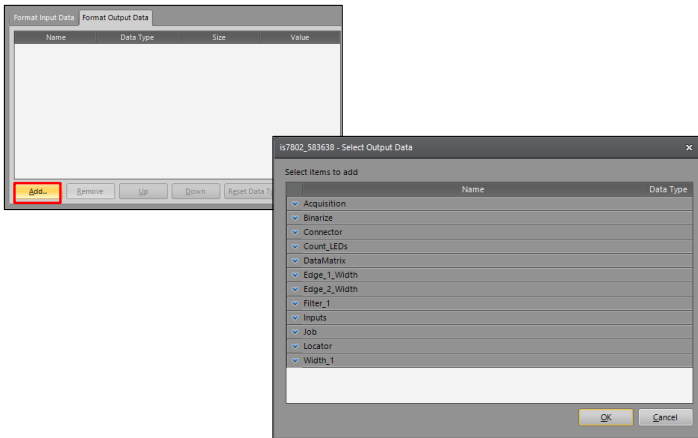 Format Input Data Format Output Data
Name Data Type Size Value
Add... Remove Up Down Reset Data Ty
is7802_583638 - Select Output Data
Select items to add
Name Data Type
Acquisition
Binarize
Connector
Count_LEDs
DataMatrix
Edge_1_Width
Edge_2_Width
Filter_1
Inputs
Job
Locator
Width_1
OK Cancel